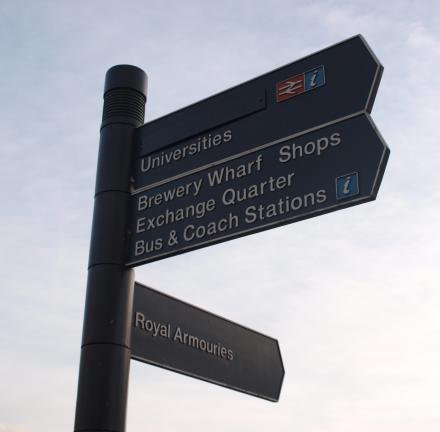 i
Universities
Brewery Wharf Shops
Exchange Quarter
Bus & Coach Stations i
Royal Armouries